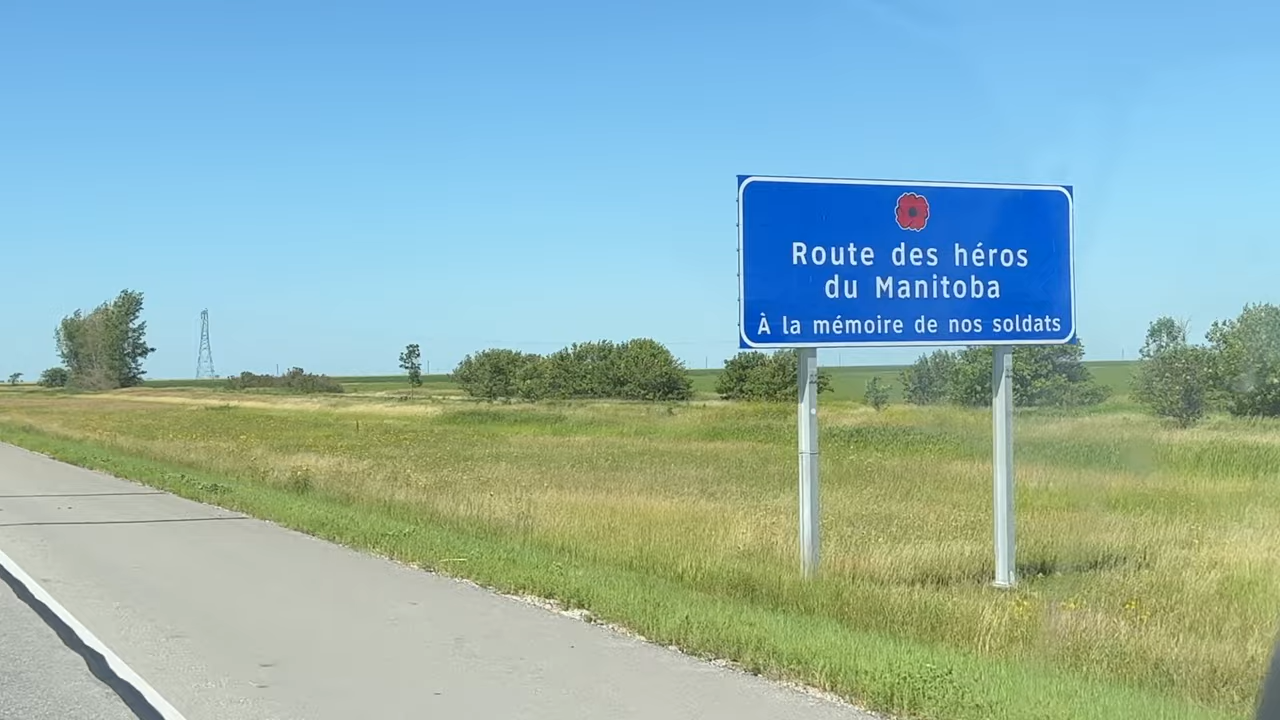 Route des héros
du Manitoba
À la mémoire de nos soldats